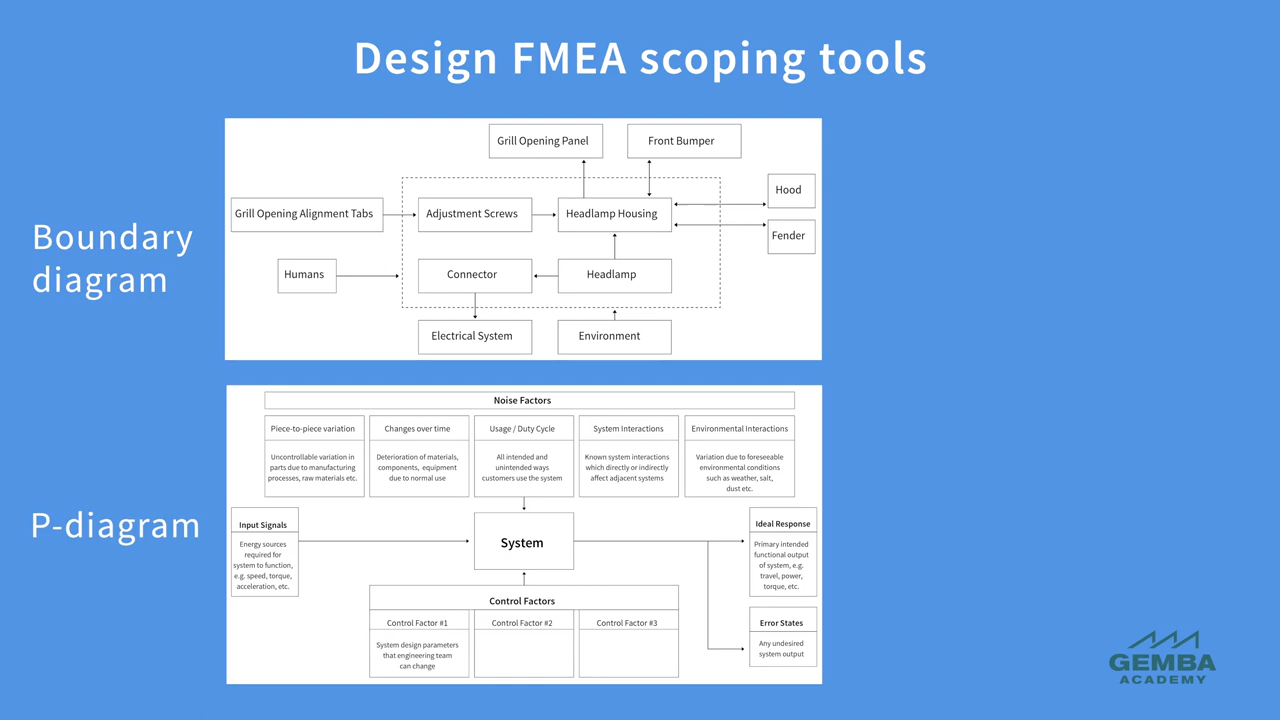 Design FMEA scoping tools
Boundary
diagram
Grill Opening Panel
Front Bumper
Hood
Grill Opening Alignment Tabs
Adjustment Screws
Headlamp Housing
Fender
Humans
Connector
Headlamp
Electrical System
Environment
P-diagram
Noise Factors
Piece-to-piece variation
Uncontrollable variation in
parts due to manufacturing
processes, raw materials etc.
Changes over time
Deterioration of materials,
components, equipment
due to normal use
Usage / Duty Cycle
All intended and
unintended ways
customers use the system
System Interactions
Known system interactions
which directly or indirectly
affect adjacent systems
Environmental Interactions
Variation due to foreseeable
environmental conditions
such as weather, salt,
dust etc.
Input Signals
Energy sources
required for
system to function,
e.g. speed, torque,
acceleration, etc.
System
Ideal Response
Primary intended
functional output
of system, e.g.
travel, power,
torque, etc.
Control Factors
Control Factor #1
System design parameters
that engineering team
can change
Control Factor #2
Control Factor #3
Error States
Any undesired
system output
GEMBA
ACADEMY